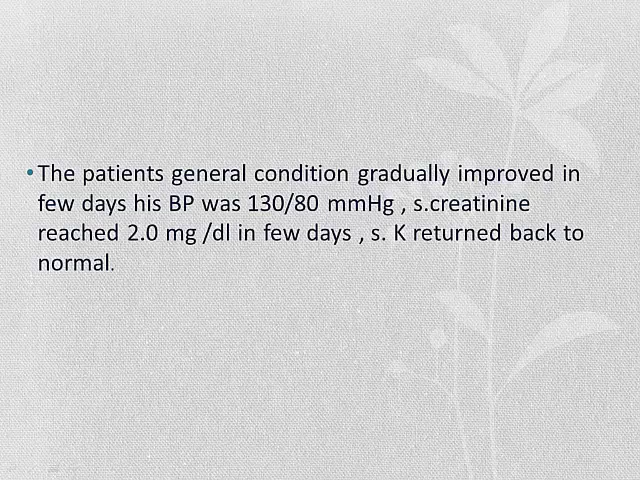 •The patients general condition gradually improved in
few days his BP was 130/80 mmHg , s.creatinine
reached 2.0 mg /dl in few days , s. K returned back to
normal.